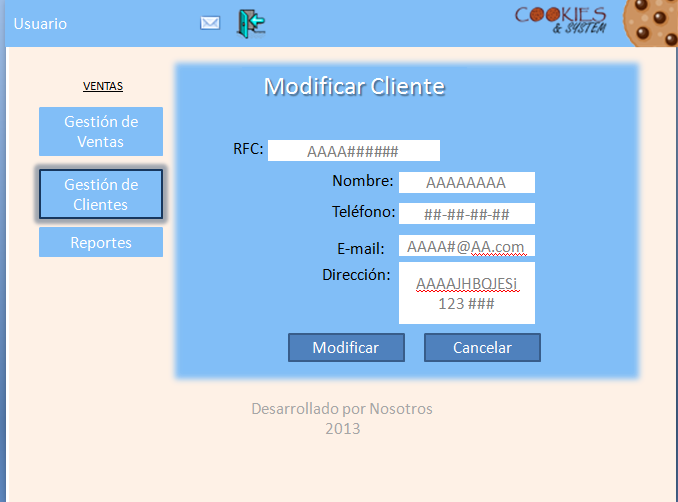 Usuario
COOKIES
& SYSTEM
VENTAS
Modificar Cliente
Gestión de
Ventas
Gestión de
Clientes
Reportes
RFC: AAAA######
Nombre: AAAAAAAA
Teléfono: ##-##-##-##
E-mail: AAAA#@AA.com
Dirección: AAAAJHBQJESi
123 ###
Modificar Cancelar
Desarrollado por Nosotros
2013